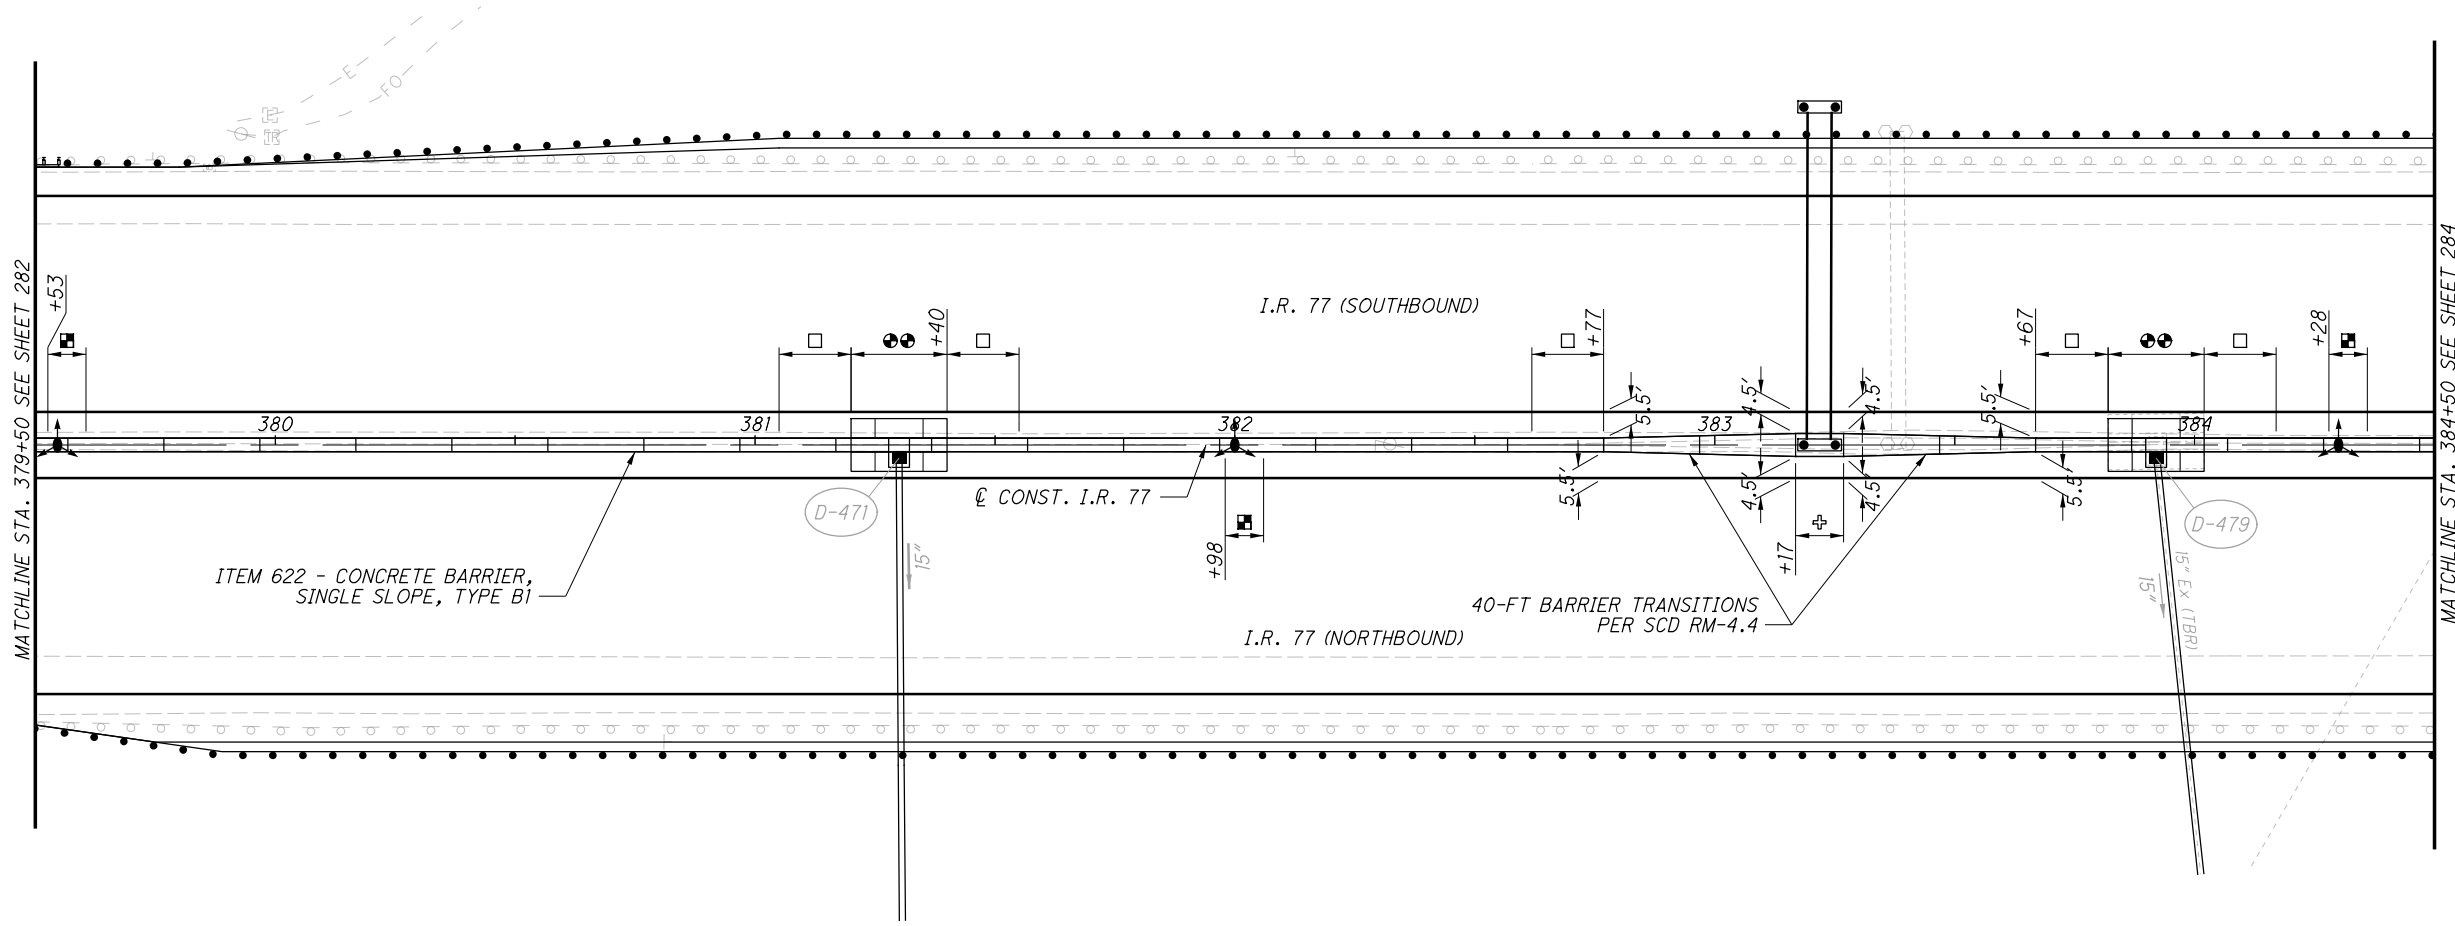 E
FO
E
TR
MATCHLINE STA. 379+50 SEE SHEET 282
MATCHLINE STA. 384+50 SEE SHEET 284
I.R. 77 (SOUTHBOUND)
+53
+40
+77
+67
+28
5.5'
4.5'
4.5'
5.5'
380
381
382
383
384
5.5'
4.5'
4.5'
5.5'
℄ CONST. I.R. 77
D-471
D-479
15"
+98
+17
ITEM 622 - CONCRETE BARRIER,
SINGLE SLOPE, TYPE B1
40-FT BARRIER TRANSITIONS
PER SCD RM-4.4
15"
15" EX (TBR)
I.R. 77 (NORTHBOUND)